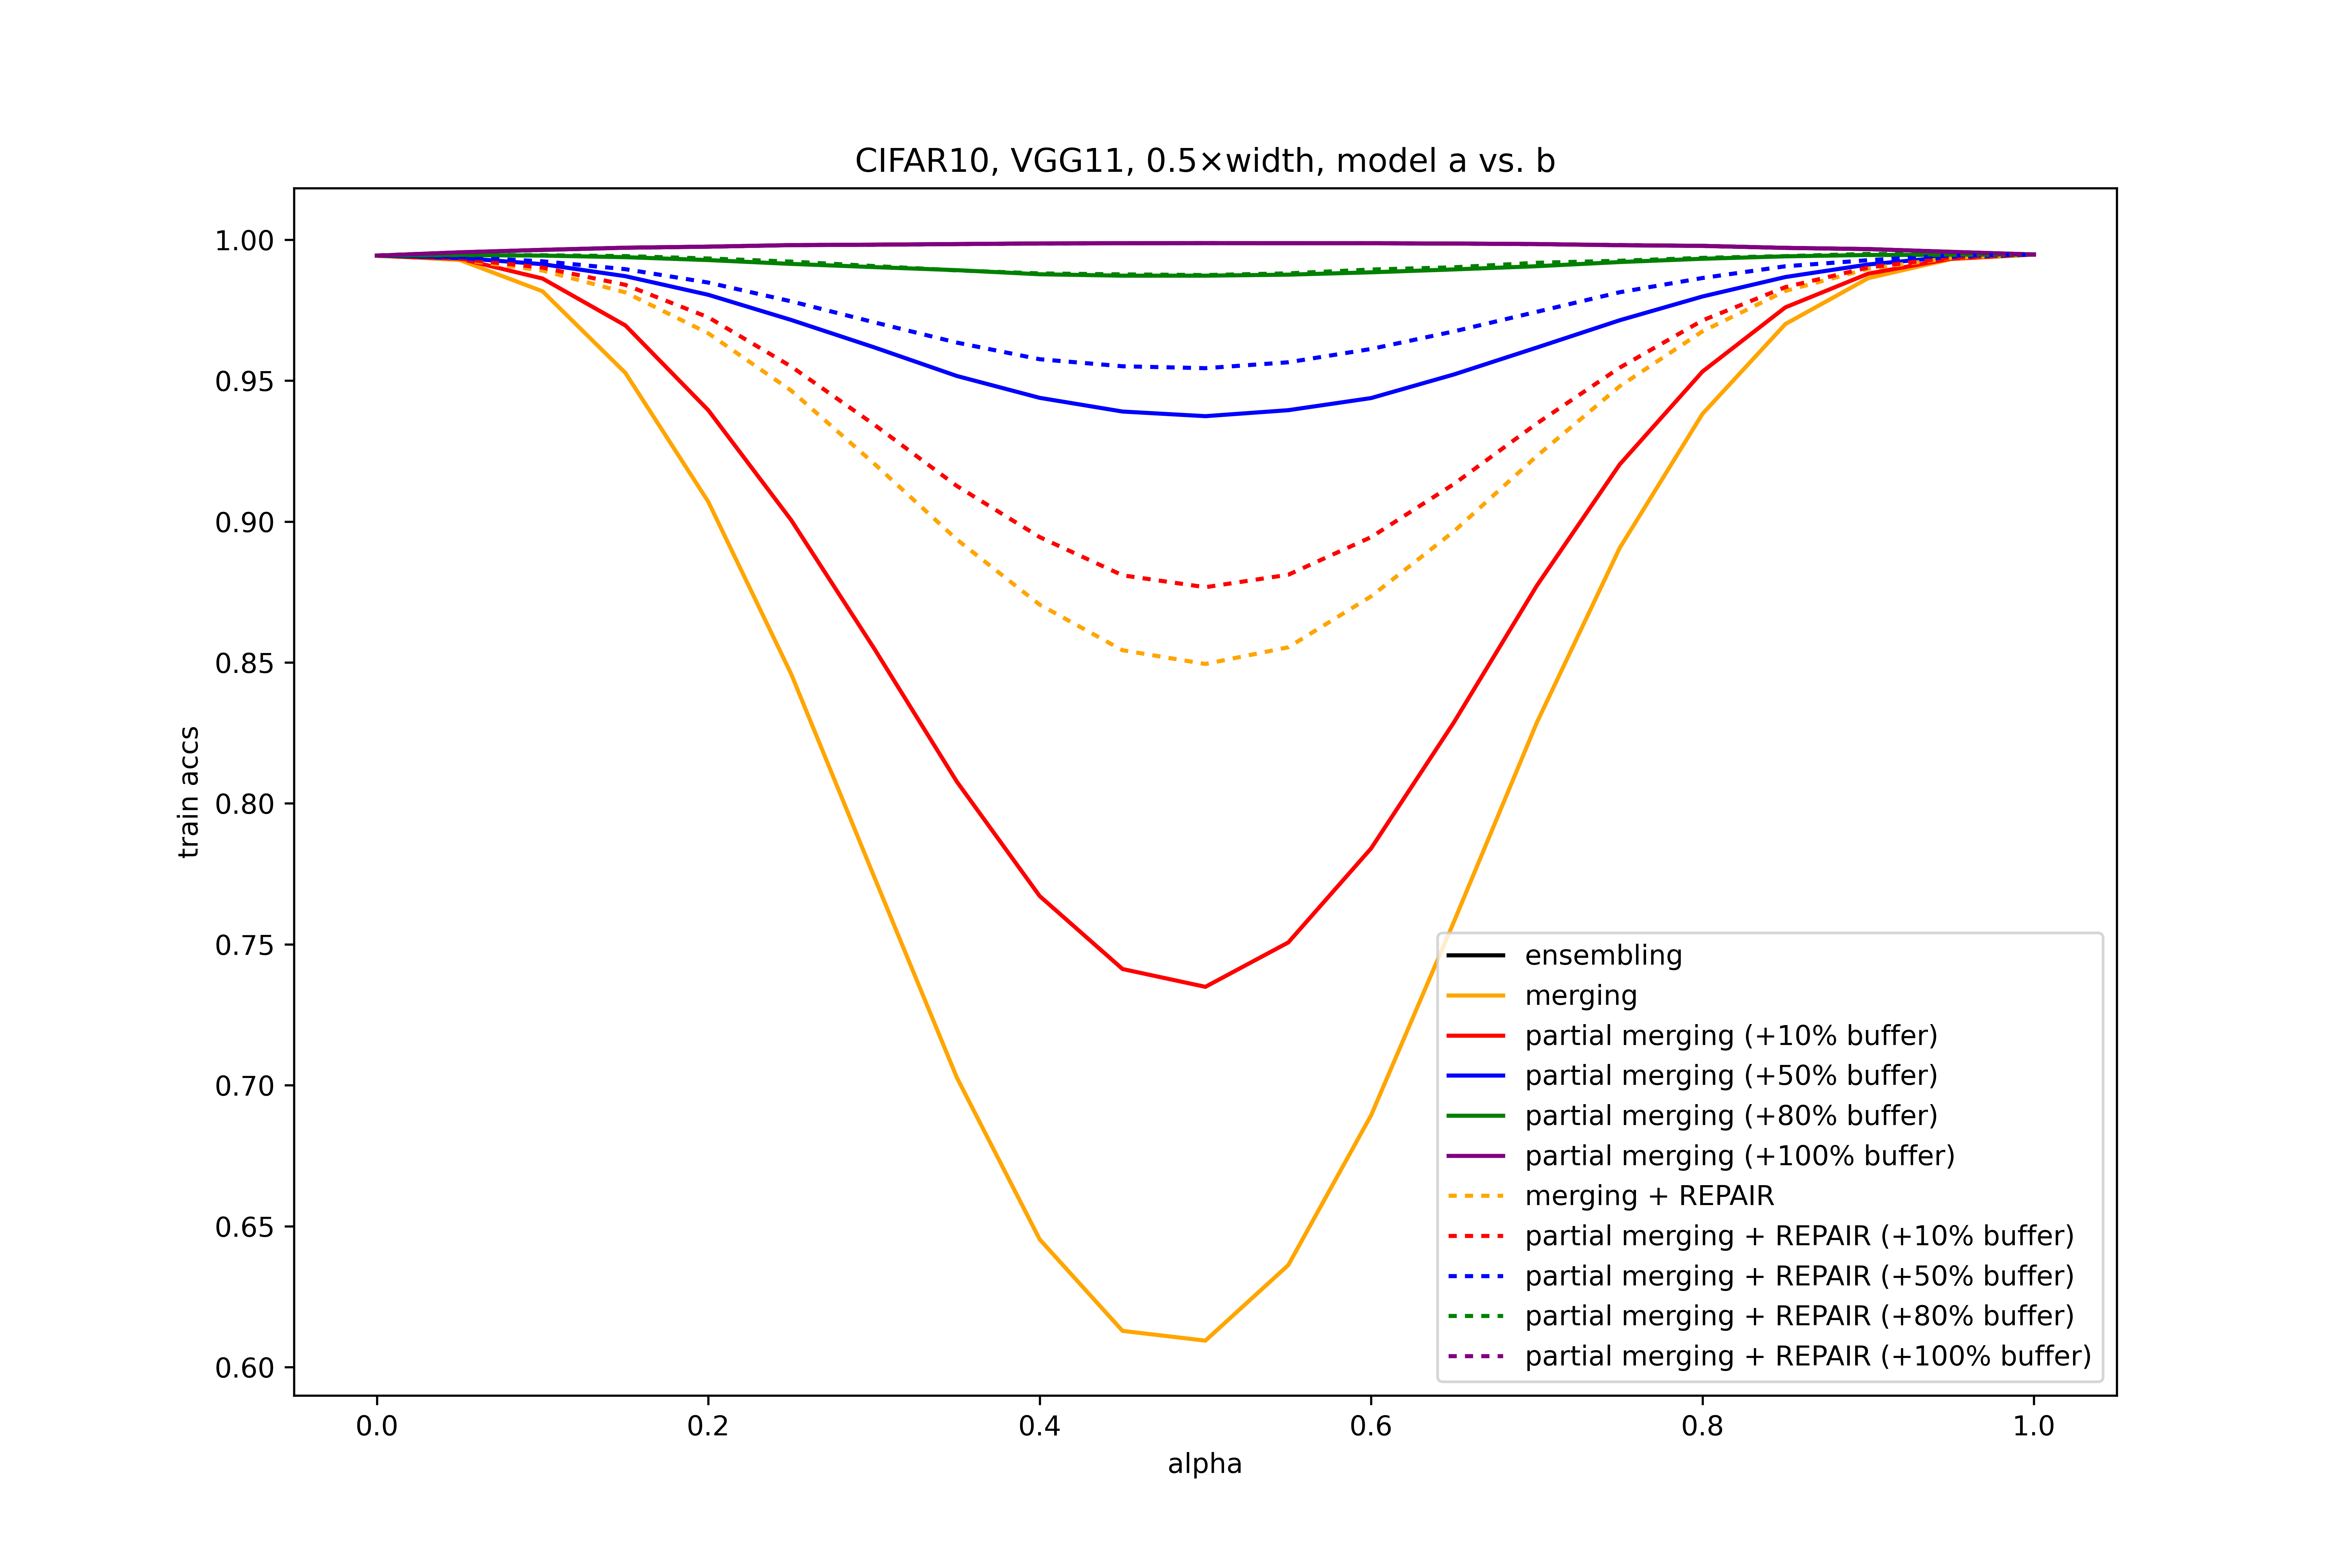 CIFAR10, VGG11, 0.5×width, model a vs. b
train accs
1.00
0.95
0.90
0.85
0.80
0.75
0.70
0.65
0.60
ensembling
merging
partial merging (+10% buffer)
partial merging (+50% buffer)
partial merging (+80% buffer)
partial merging (+100% buffer)
merging + REPAIR
partial merging + REPAIR (+10% buffer)
partial merging + REPAIR (+50% buffer)
partial merging + REPAIR (+80% buffer)
partial merging + REPAIR (+100% buffer)
0.0 0.2 0.4 0.6 0.8 1.0
alpha